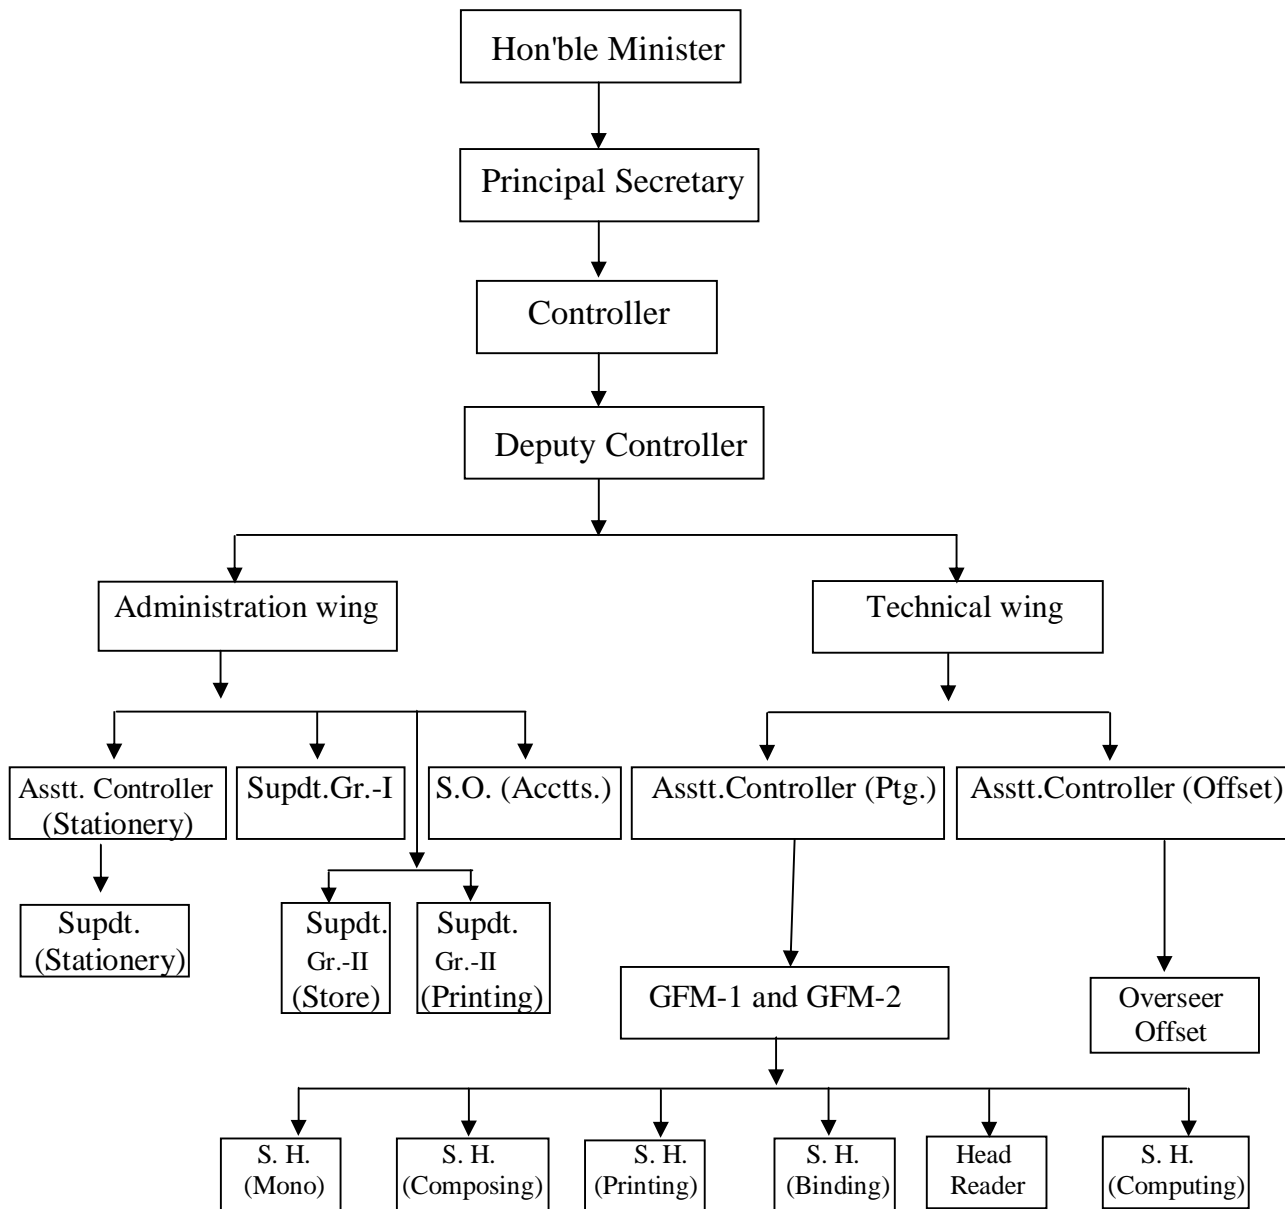 Hon'ble Minister
Principal Secretary
Controller
Deputy Controller
Administration wing
Technical wing
Asstt. Controller
(Stationery)
Supdt.Gr.-I
S.O. (Acctts.)
Asstt.Controller (Ptg.)
Asstt.Controller (Offset)
Supdt.
(Stationery)
Supdt.
Gr.-II
(Store)
Supdt.
Gr.-II
(Printing)
GFM-1 and GFM-2
Overseer
Offset
S. H.
(Mono)
S. H.
(Composing)
S. H.
(Printing)
S. H.
(Binding)
Head
Reader
S. H.
(Computing)